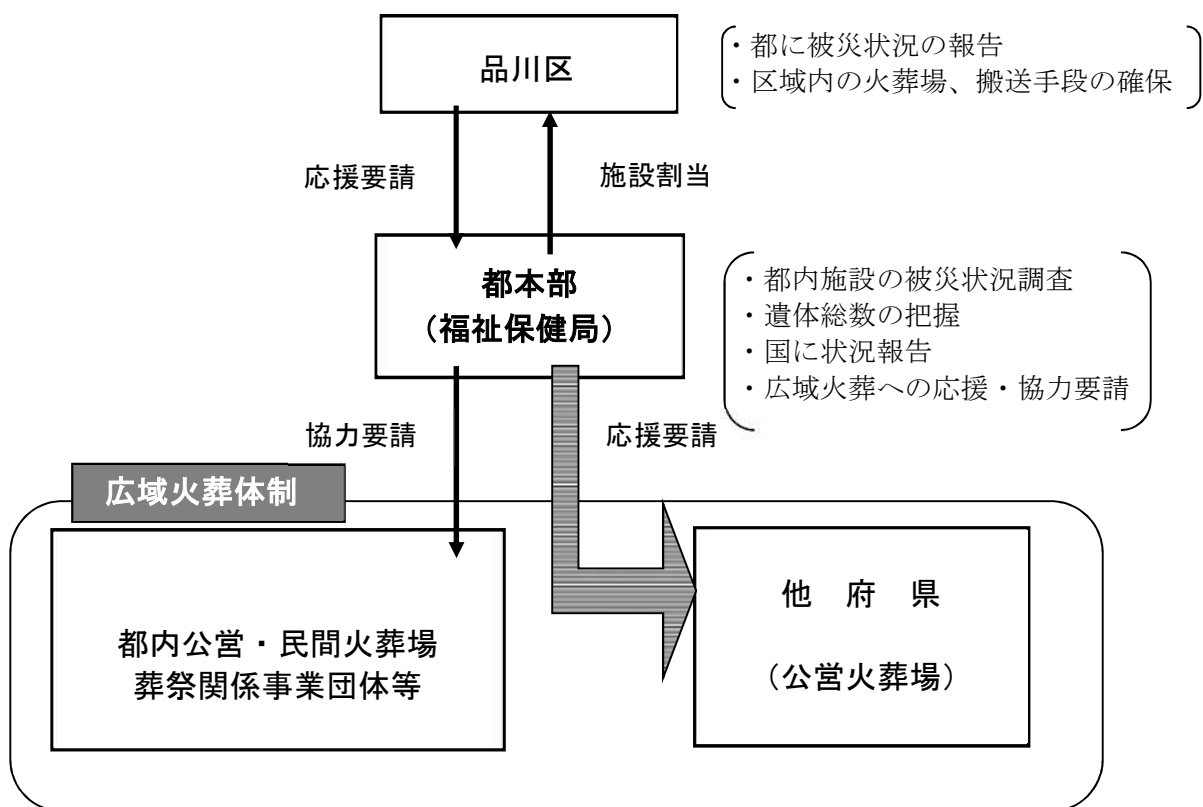 品川区
・都に被災状況の報告
・区域内の火葬場、搬送手段の確保
応援要請
施設割当
都本部
（福祉保健局）
・都内施設の被災状況調査
・遺体総数の把握
・国に状況報告
・広域火葬への応援・協力要請
協力要請
応援要請
広域火葬体制
都内公営・民間火葬場
葬祭関係事業団体等
他　府　県
（公営火葬場）